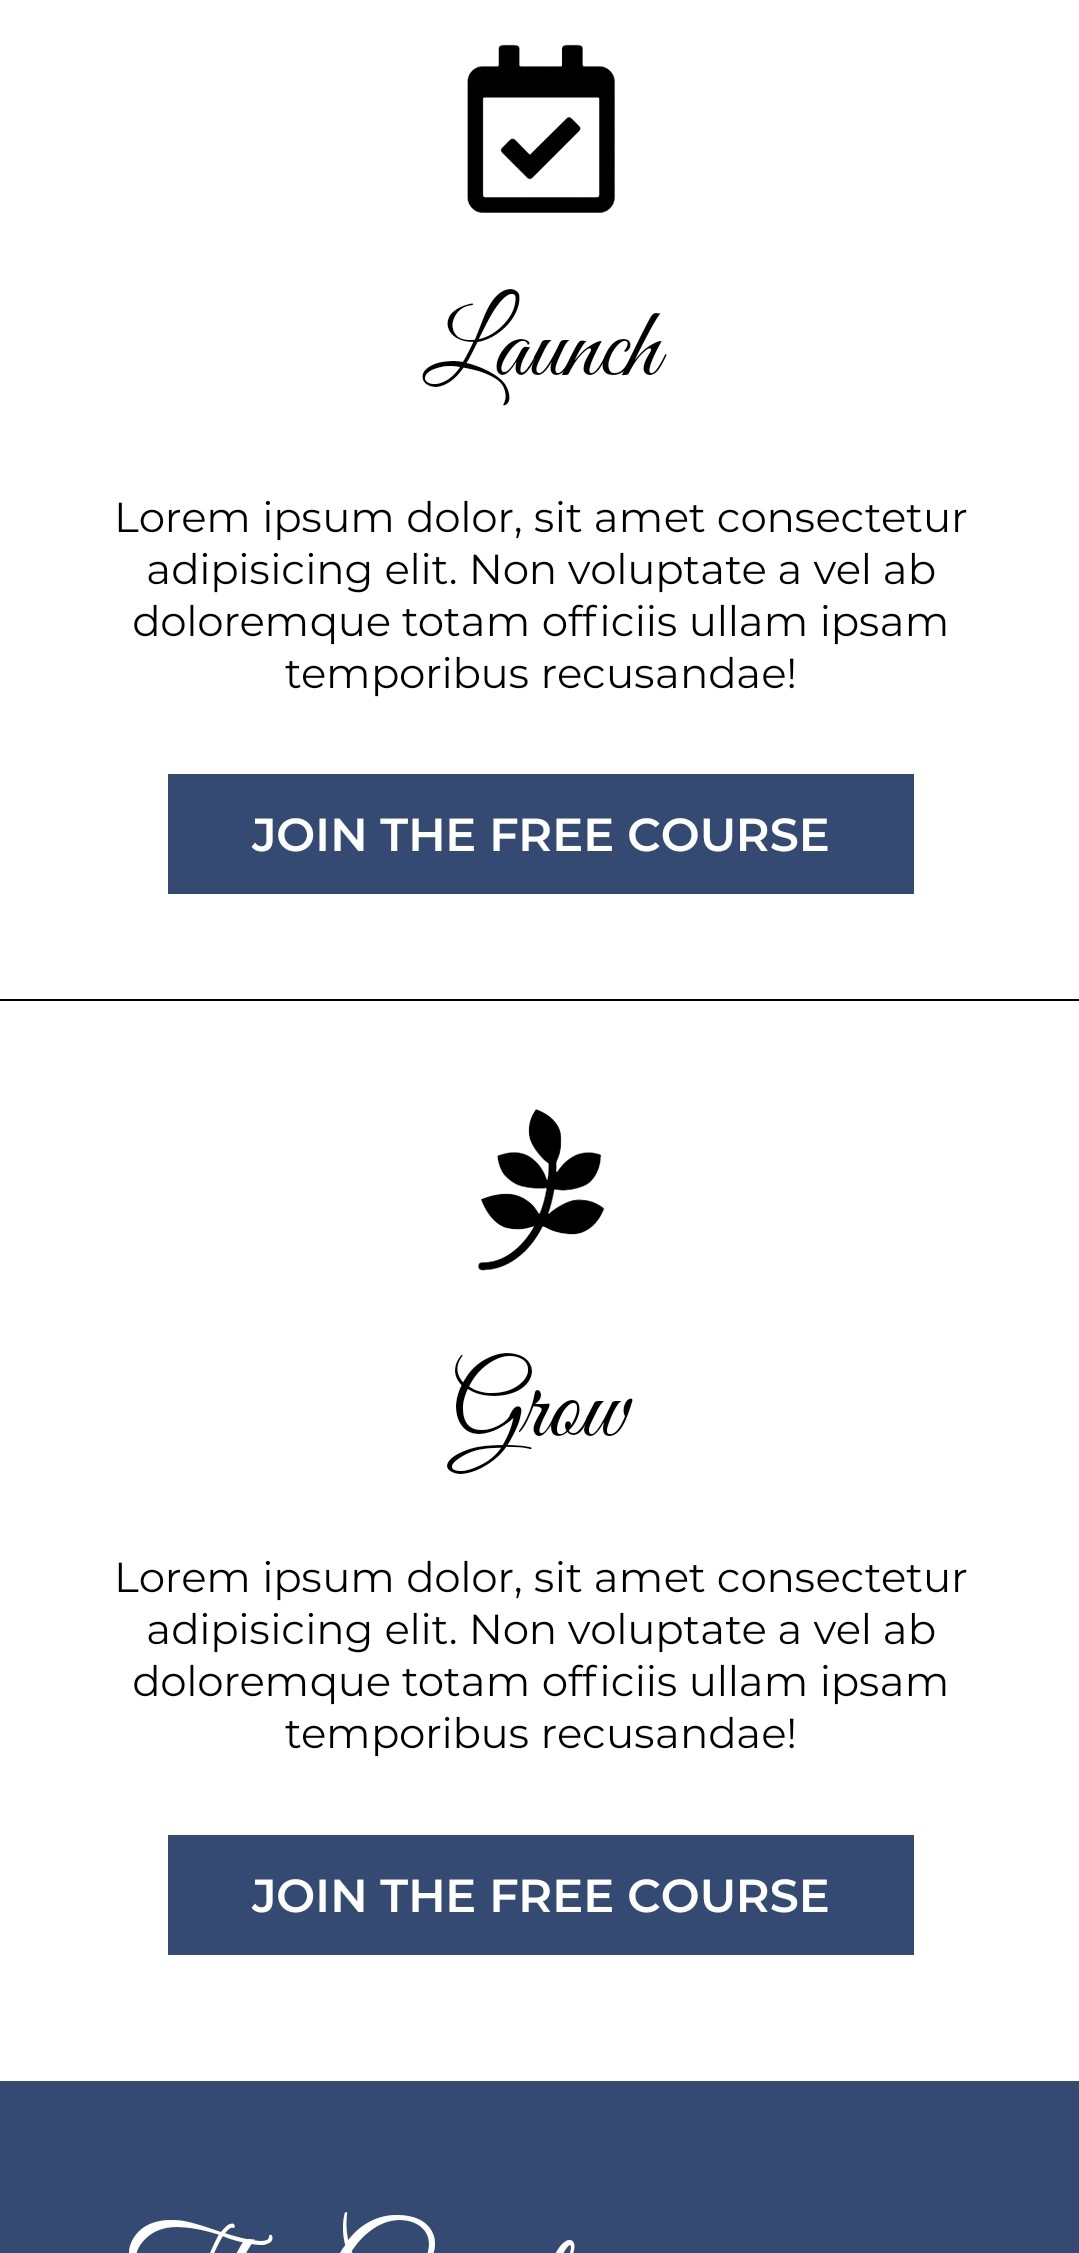 Launch
Lorem ipsum dolor, sit amet consectetur
adipisicing elit. Non voluptate a vel ab
doloremque totam officiis ullam ipsam
temporibus recusandae!
JOIN THE FREE COURSE
Grow
Lorem ipsum dolor, sit amet consectetur
adipisicing elit. Non voluptate a vel ab
doloremque totam officiis ullam ipsam
temporibus recusandae!
JOIN THE FREE COURSE